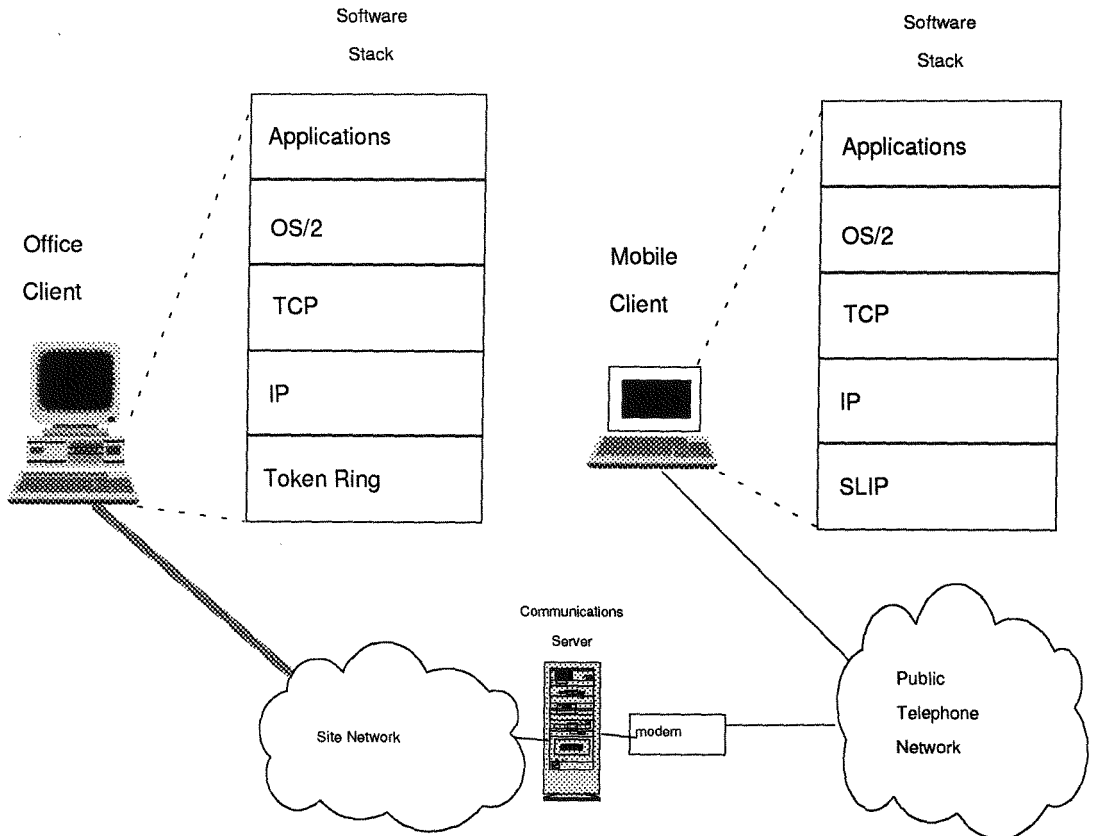 Software
Stack
Applications
OS/2
TCP
IP
Token Ring
Office
Client
Software
Stack
Applications
OS/2
TCP
IP
SLIP
Mobile
Client
Communications
Server
Site Network
modem
Public
Telephone
Network